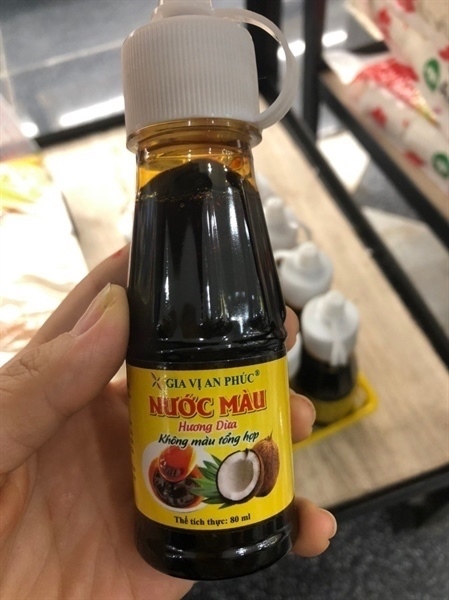 GIA VỊ AN PHÚC®
NƯỚC MÀU
Hương Dừa
Không màu tổng hợp
Thể tích thực: 80 ml